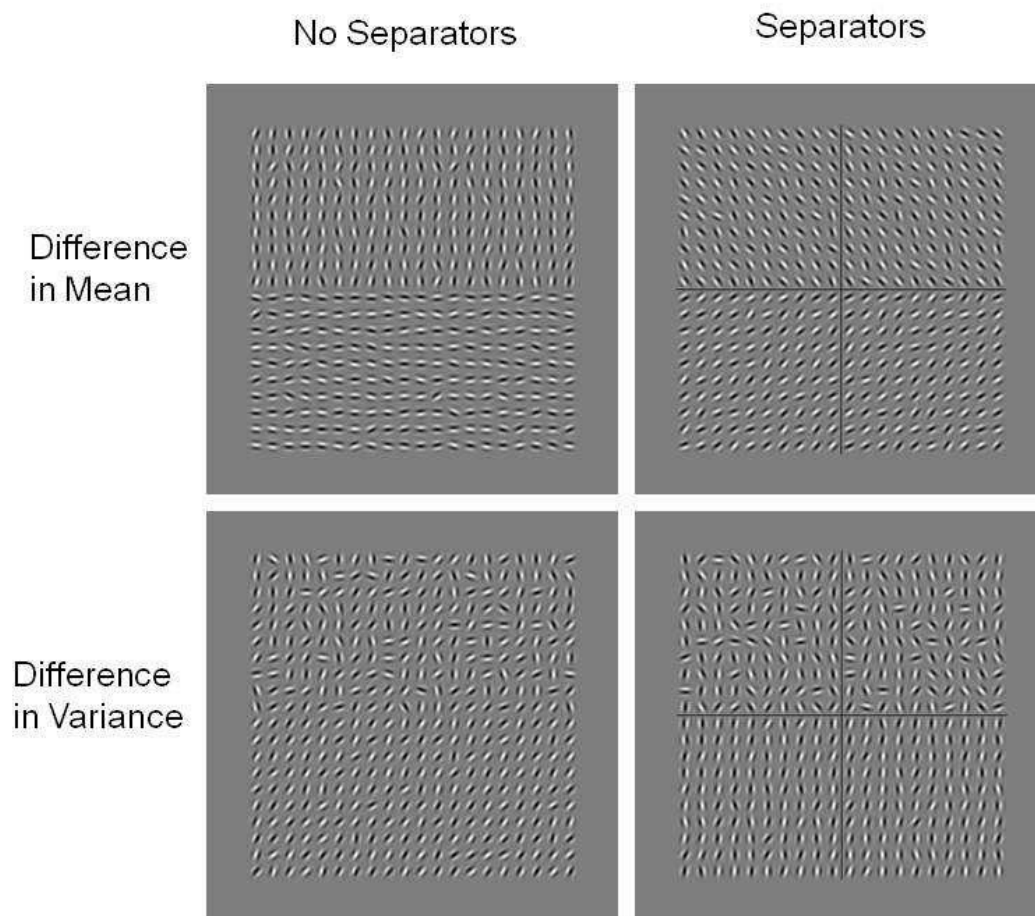 No Separators
Separators
Difference
in Mean
Difference
in Variance